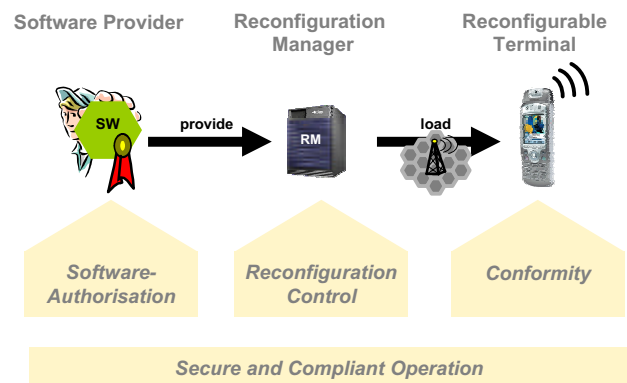 Software Provider
Reconfiguration
Manager
Reconfigurable
Terminal
SW
provide
RM
load
Software-
Authorisation
Reconfiguration
Control
Conformity
Secure and Compliant Operation